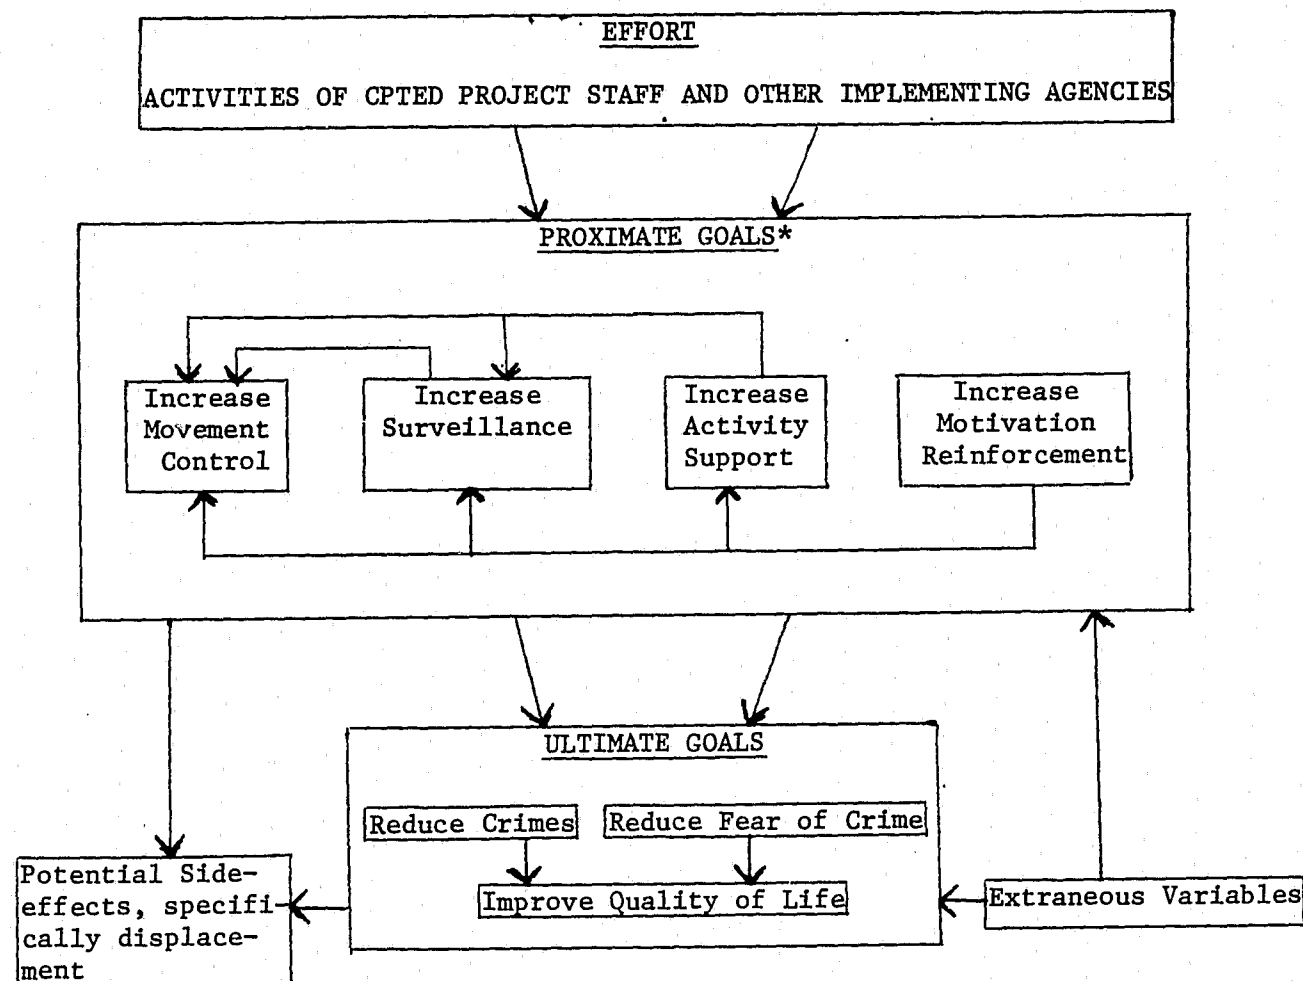 EFFORT
ACTIVITIES OF CPTED PROJECT STAFF AND OTHER IMPLEMENTING AGENCIES
PROXIMATE GOALS*
Increase
Movement
Control
Increase
Surveillance
Increase
Activity
Support
Increase
Motivation
Reinforcement
ULTIMATE GOALS
Reduce Crimes
Reduce Fear of Crime
Improve Quality of Life
Potential Side-
effects, specifi-
cally displace-
ment
Extraneous Variables